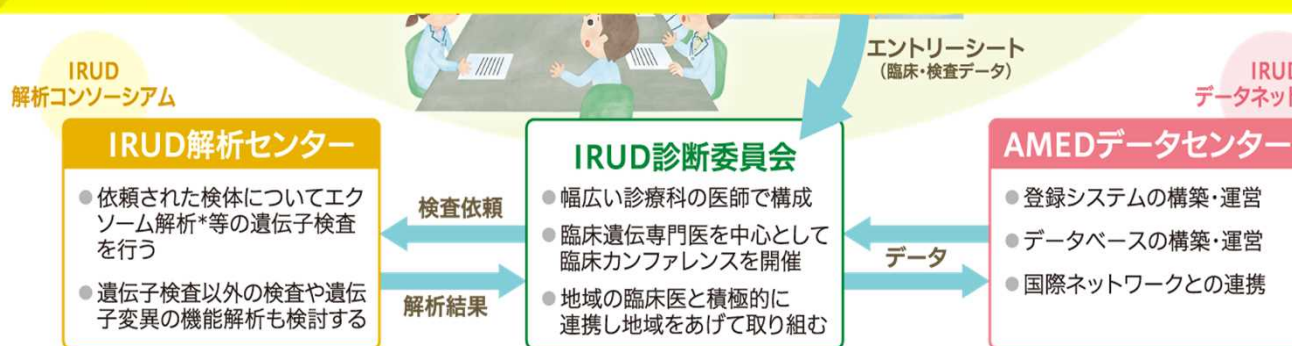 エントリーシート
(臨床・検査データ)
IRUD
解析コンソーシアム
IRUD
データネット
IRUD解析センター
●依頼された検体についてエク
ソーム解析*等の遺伝子検査
を行う
●遺伝子検査以外の検査や遺伝
子変異の機能解析も検討する
検査依頼
解析結果
IRUD診断委員会
●幅広い診療科の医師で構成
●臨床遺伝専門医を中心として
臨床カンファレンスを開催
●地域の臨床医と積極的に
連携し地域をあげて取り組む
データ
AMEDデータセンター
●登録システムの構築・運営
●データベースの構築・運営
●国際ネットワークとの連携